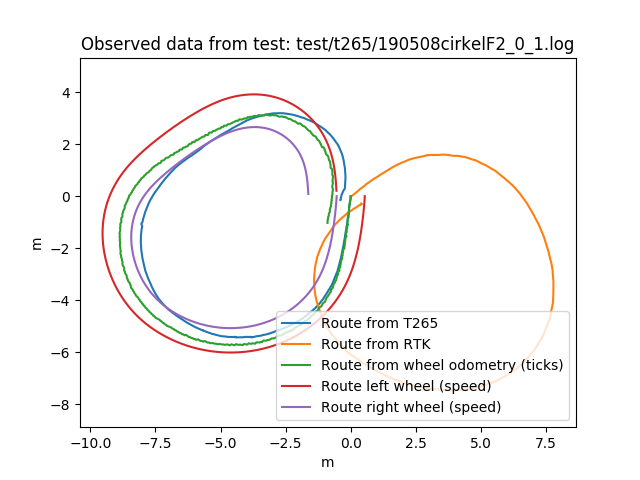 Observed data from test: test/t265/190508cirkelF2_0_1.log
4
2
0
−2
−4
−6
−8
m
Route from T265
Route from RTK
Route from wheel odometry (ticks)
Route left wheel (speed)
Route right wheel (speed)
−10.0 −7.5 −5.0 −2.5 0.0 2.5 5.0 7.5
m